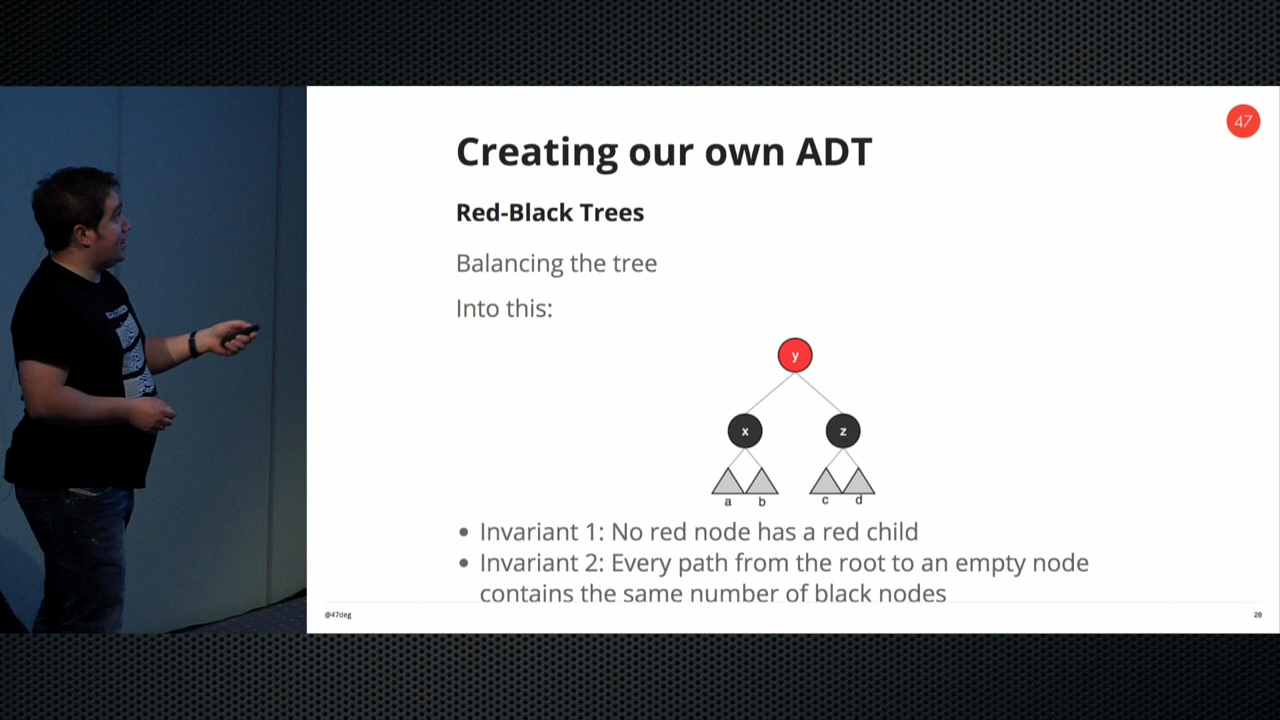 47
Creating our own ADT
Red-Black Trees
Balancing the tree
Into this:
y
x
z
a
b
c
d
• Invariant 1: No red node has a red child
• Invariant 2: Every path from the root to an empty node
contains the same number of black nodes
@47deg
28